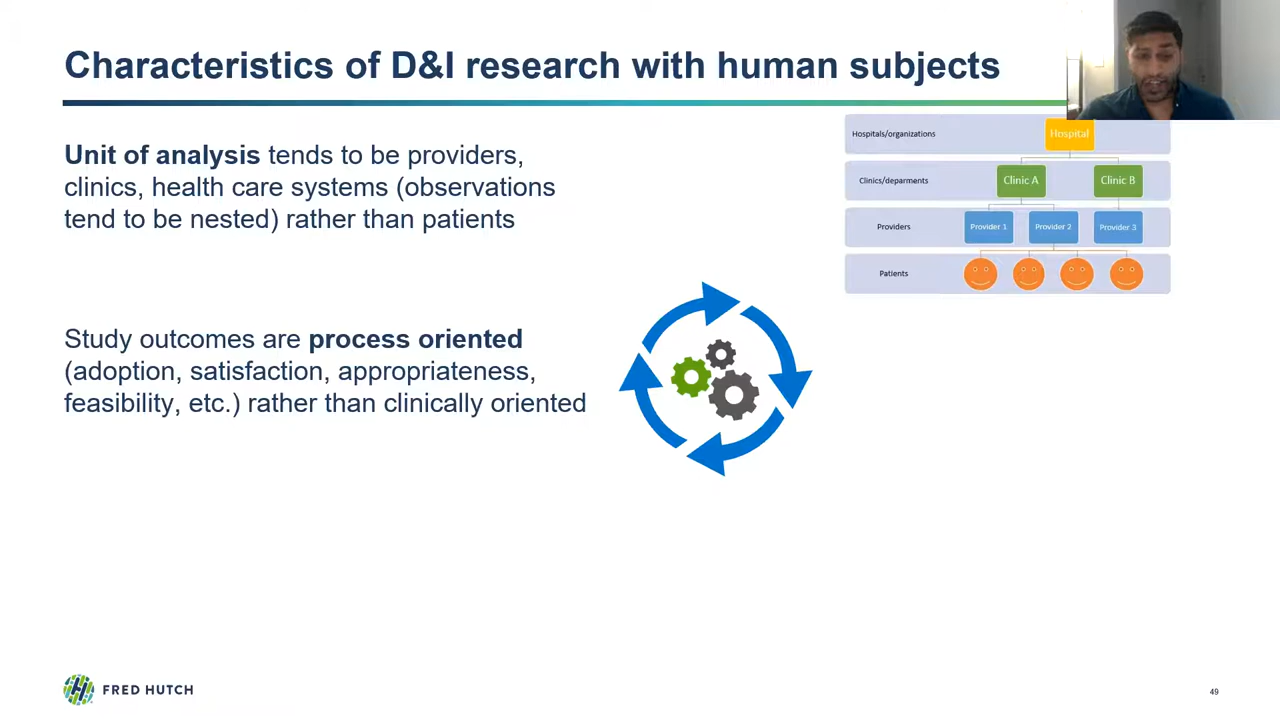 Characteristics of D&I research with human subjects
Unit of analysis tends to be providers,
clinics, health care systems (observations
tend to be nested) rather than patients
Hospitals/organizations
Hospital
Clinics/deparments
Clinic A
Clinic B
Providers
Provider 1
Provider 2
Provider 3
Patients
Study outcomes are process oriented
(adoption, satisfaction, appropriateness,
feasibility, etc.) rather than clinically oriented
FRED HUTCH
49